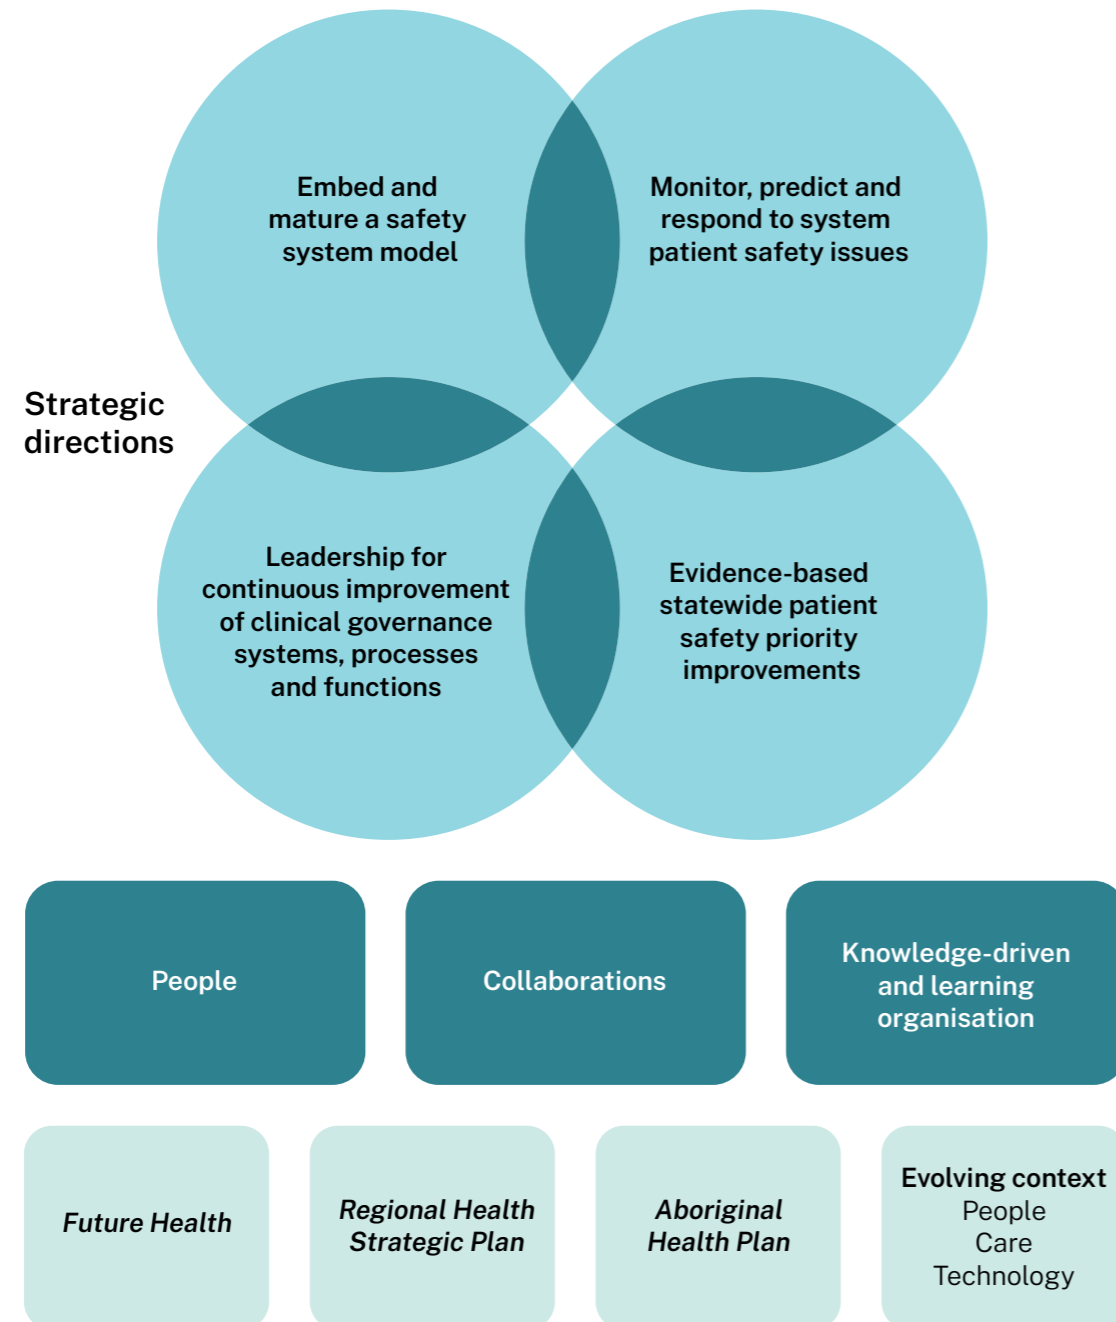 Embed and
mature a safety
system model
Monitor, predict and
respond to system
patient safety issues
Strategic
directions
Leadership for
continuous improvement
of clinical governance
systems, processes
and functions
Evidence-based
statewide patient
safety priority
improvements
People
Collaborations
Knowledge-driven
and learning
organisation
Future Health
Regional Health
Strategic Plan
Aboriginal
Health Plan
Evolving context
People
Care
Technology